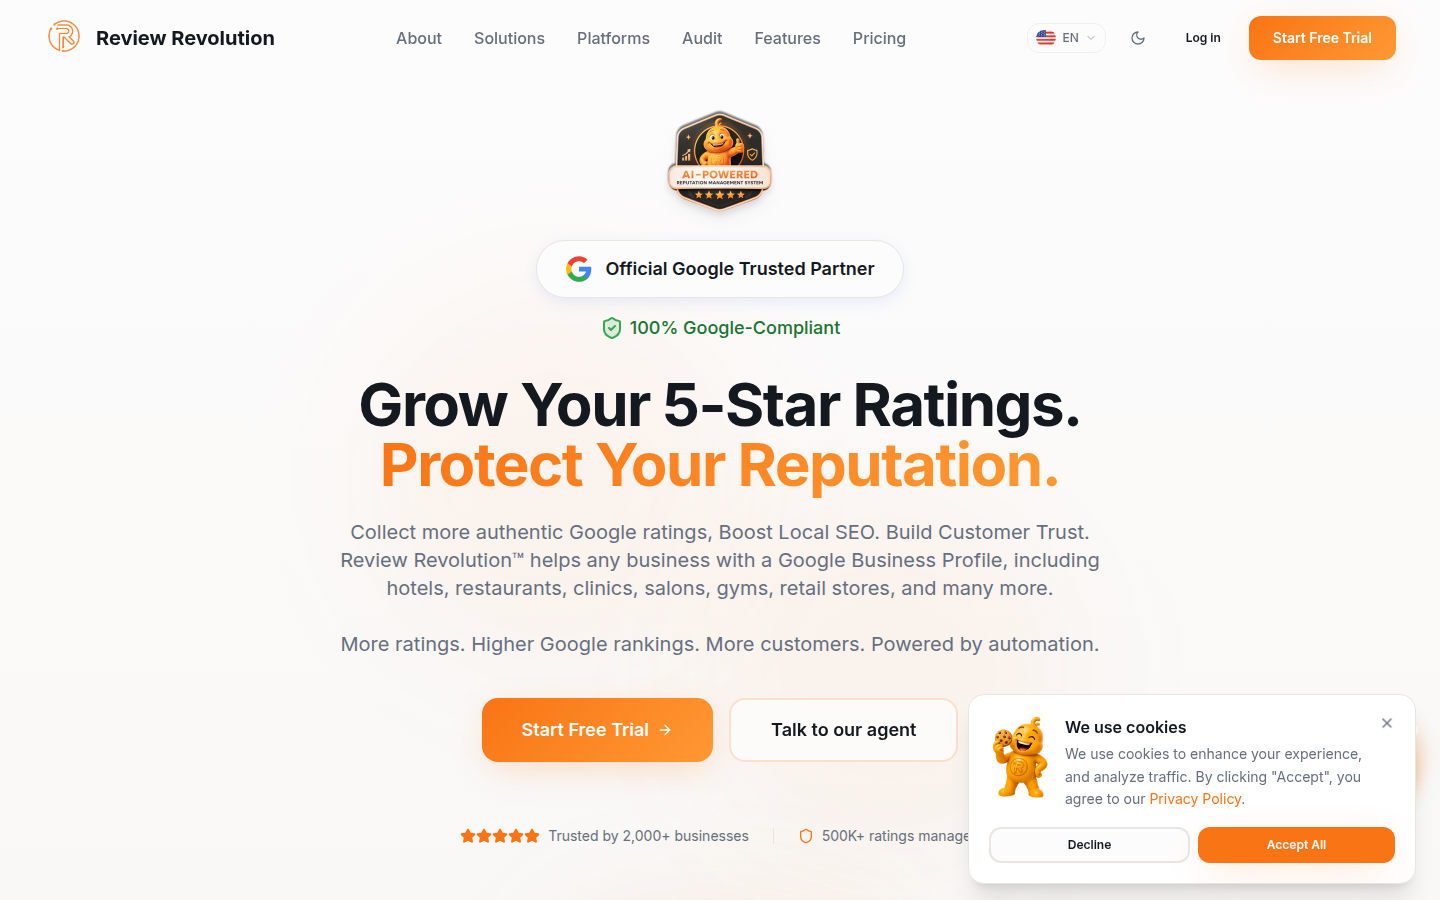 Review Revolution
About
Solutions
Platforms
Audit
Features
Pricing
EN
Log in
Start Free Trial
AI-POWERED
REPUTATION MANAGEMENT SYSTEM
Official Google Trusted Partner
100% Google-Compliant
Grow Your 5-Star Ratings.
Protect Your Reputation.
Collect more authentic Google ratings, Boost Local SEO. Build Customer Trust.
Review Revolution™ helps any business with a Google Business Profile, including
hotels, restaurants, clinics, salons, gyms, retail stores, and many more.
More ratings. Higher Google rankings. More customers. Powered by automation.
Start Free Trial →
Talk to our agent
Trusted by 2,000+ businesses
500K+ ratings manage
We use cookies
We use cookies to enhance your experience,
and analyze traffic. By clicking "Accept", you
agree to our Privacy Policy.
Decline
Accept All